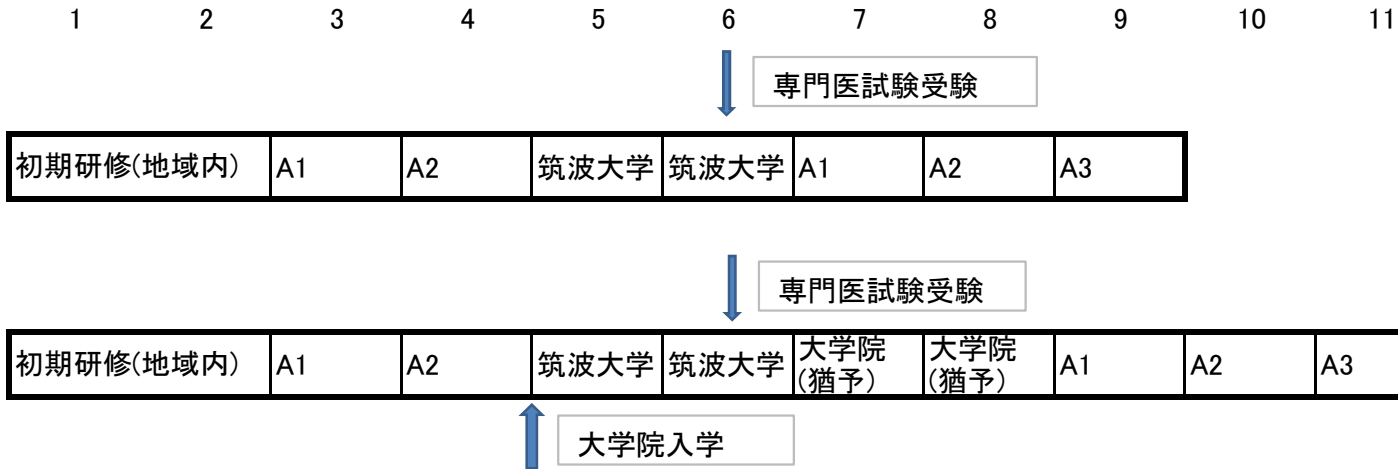 1 2 3 4 5 6 7 8 9 10 11
専門医試験受験
初期研修(地域内) A1 A2 筑波大学 筑波大学 A1 A2 A3
専門医試験受験
初期研修(地域内) A1 A2 筑波大学 筑波大学 大学院 大学院 A1 A2 A3
(猶予) (猶予)
大学院入学